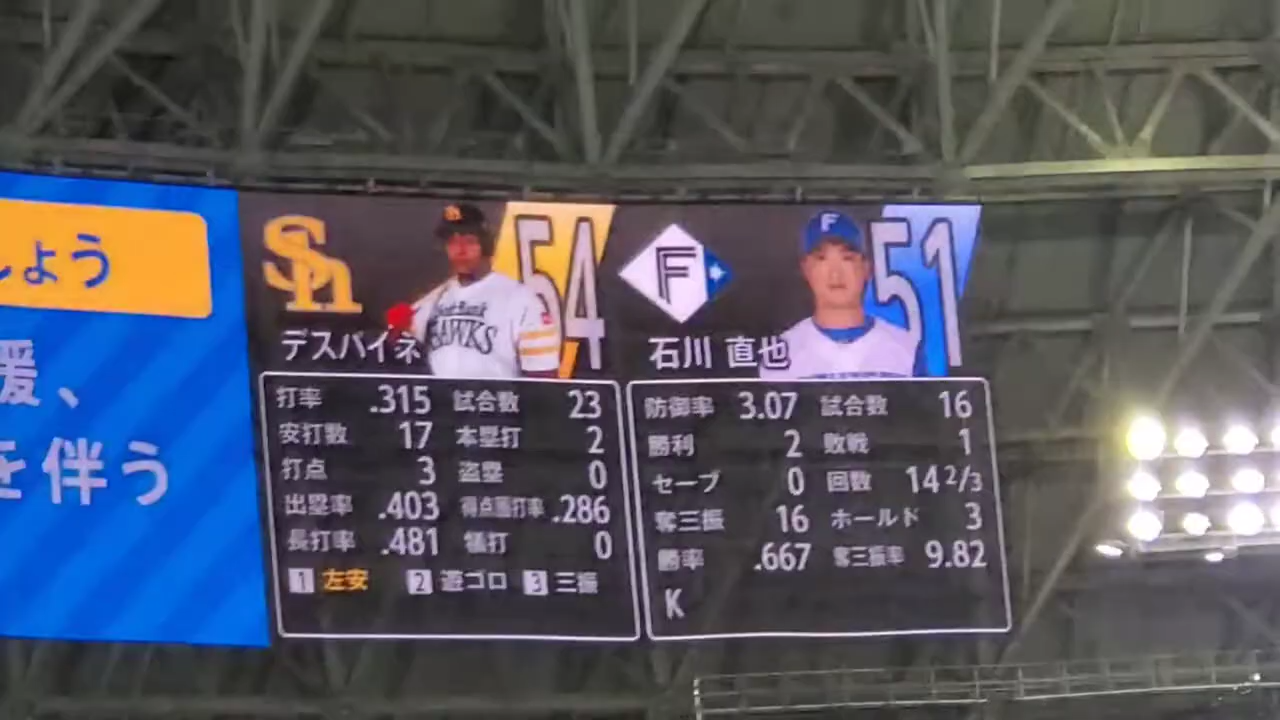 しょう
援、
を伴う
Sh
54
SoftBank
HAWKS
デスパイネ
打率 .315 試合数 23
安打数 17 本塁打 2
打点 3 盗塁 0
出塁率 .403 得点圏打率 .286
長打率 .481 犠打 0
1 左安 2 遊ゴロ 3 三振
F
F
51
石川 直也
防御率 3.07 試合数 16
勝利 2 敗戦 1
セーブ 0 回数 14 2/3
奪三振 16 ホールド 3
勝率 .667 奪三振率 9.82
K